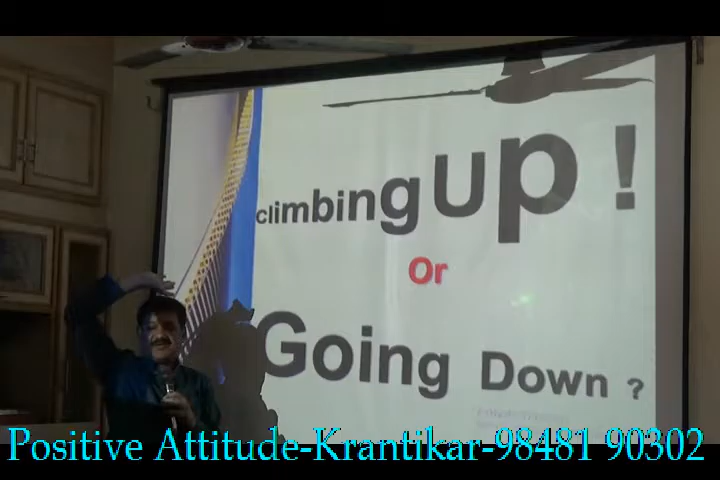 climbing Up !
Or
Going Down ?
Positive Attitude-Krantikar-98481 90302